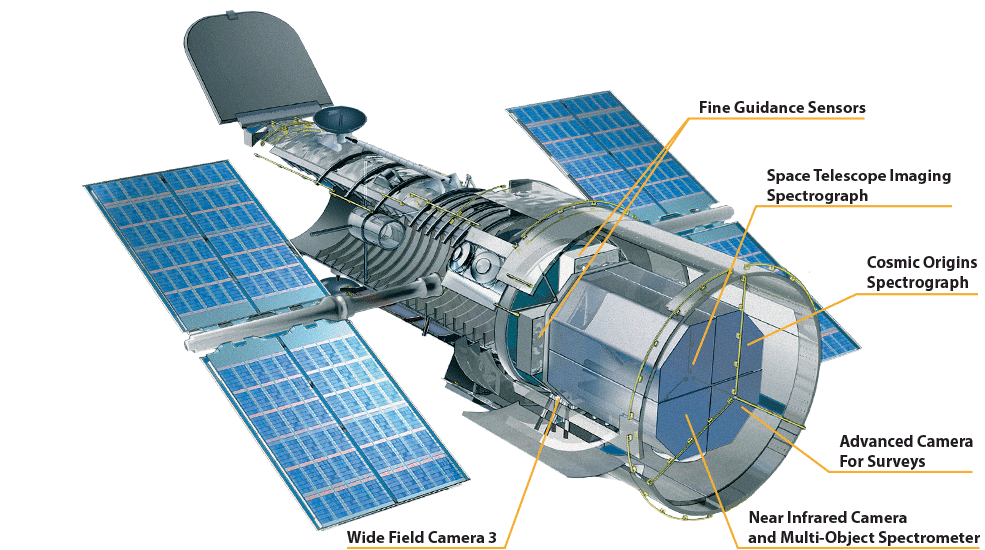 Fine Guidance Sensors
Space Telescope Imaging
Spectrograph
Cosmic Origins
Spectrograph
Advanced Camera
For Surveys
Near Infrared Camera
and Multi-Object Spectrometer
Wide Field Camera 3